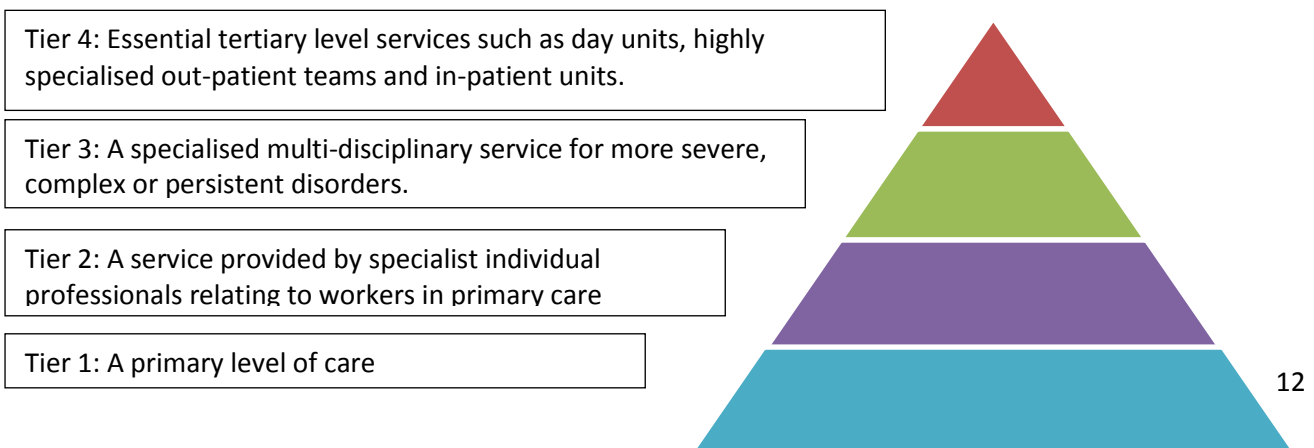 Tier 4: Essential tertiary level services such as day units, highly
specialised out-patient teams and in-patient units.
Tier 3: A specialised multi-disciplinary service for more severe,
complex or persistent disorders.
Tier 2: A service provided by specialist individual
professionals relating to workers in primary care
Tier 1: A primary level of care
12